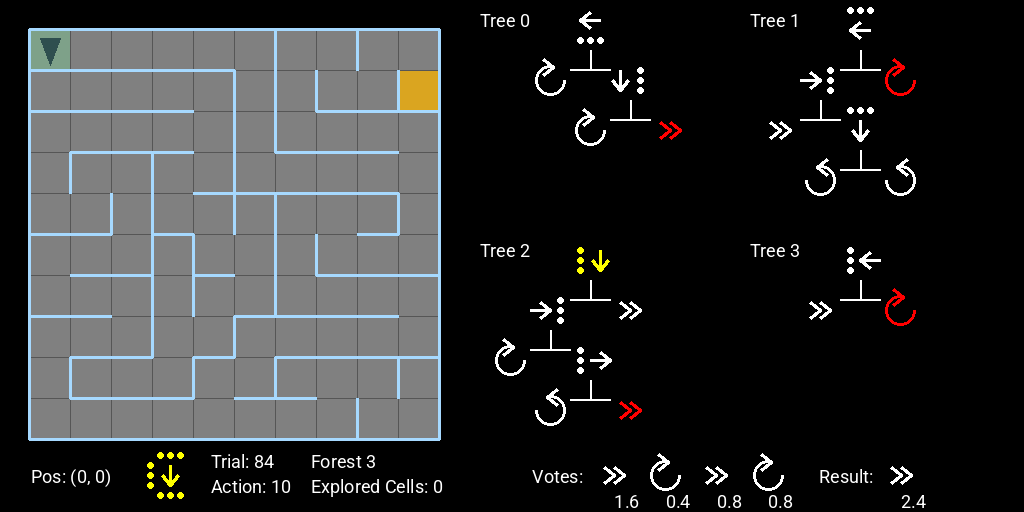 Tree 0
Tree 1
Tree 2
Tree 3
Pos: (0, 0)
Trial: 84
Forest 3
Action: 10
Explored Cells: 0
Votes:
1.6
0.4
0.8
0.8
Result:
2.4